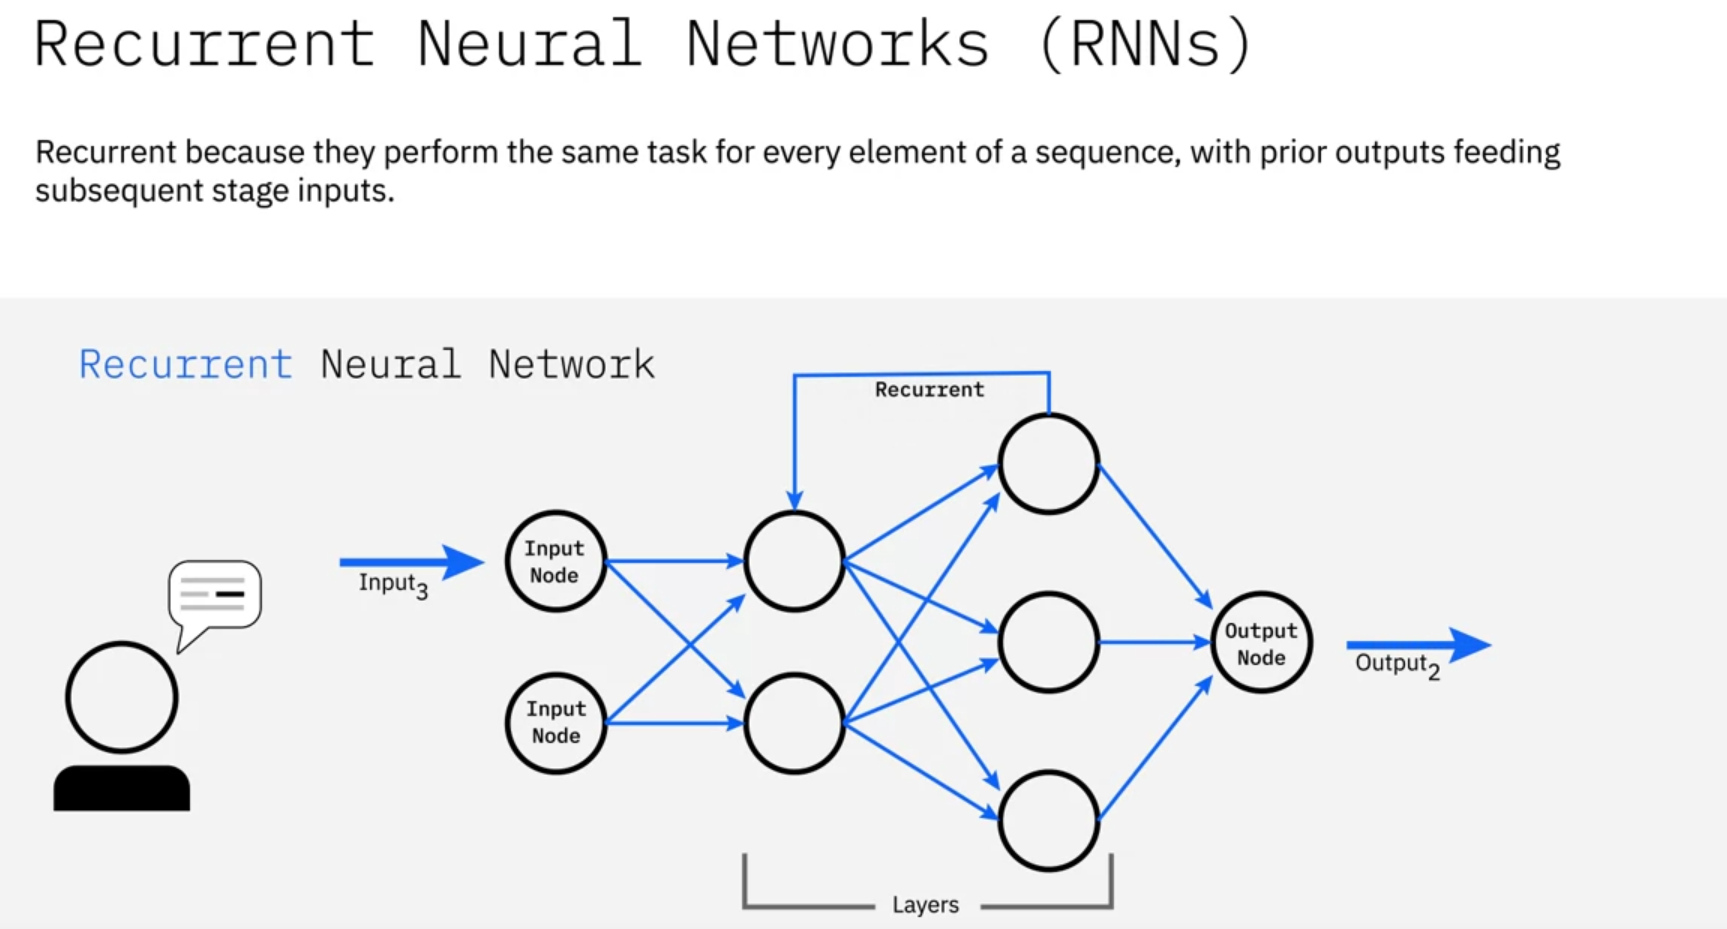 Recurrent Neural Networks (RNNs)
Recurrent because they perform the same task for every element of a sequence, with prior outputs feeding
subsequent stage inputs.
Recurrent Neural Network
Recurrent
Input₃
Input
Node
Input
Node
Output
Node
Output₂
Layers